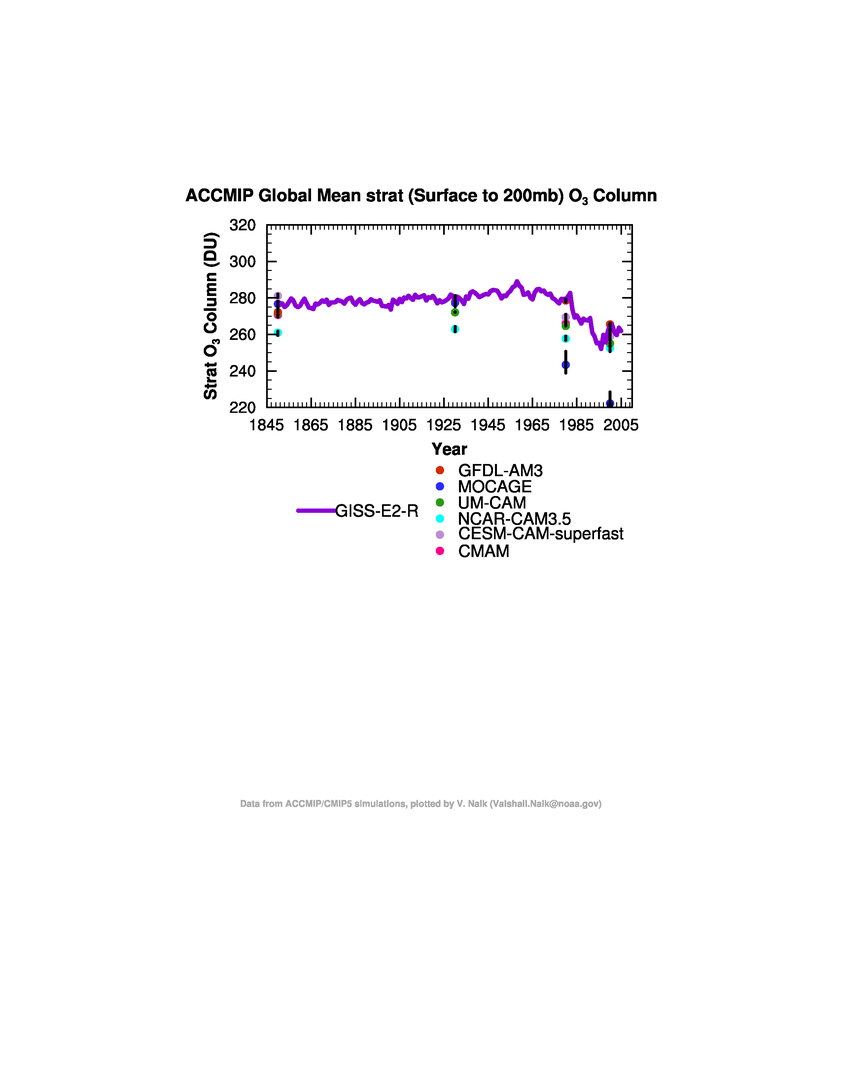 ACCMIP Global Mean strat (Surface to 200mb) O₃ Column
320
300
280
260
240
220
Strat O₃ Column (DU)
1845 1865 1885 1905 1925 1945 1965 1985 2005
Year
GISS-E2-R
GFDL-AM3
MOCAGE
UM-CAM
NCAR-CAM3.5
CESM-CAM-superfast
CMAM
Data from ACCMIP/CMIP5 simulations, plotted by V. Naik (Vaishali.Naik@noaa.gov)